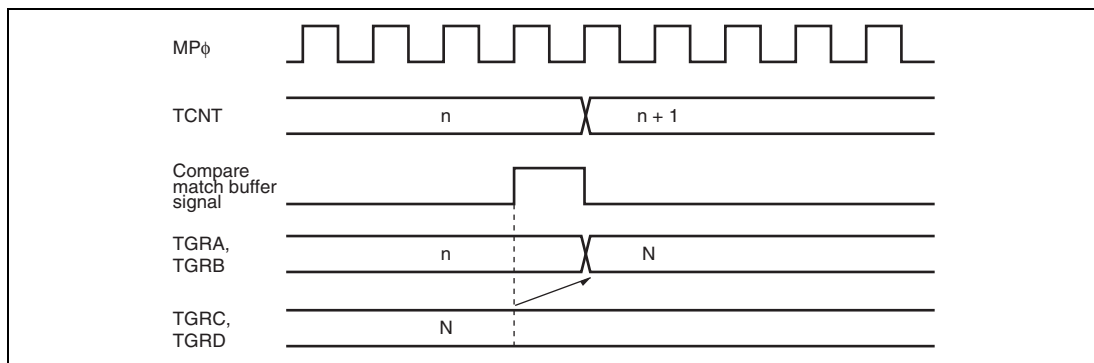 MPϕ
TCNT
n
n + 1
Compare
match buffer
signal
TGRA,
TGRB
n
N
TGRC,
TGRD
N